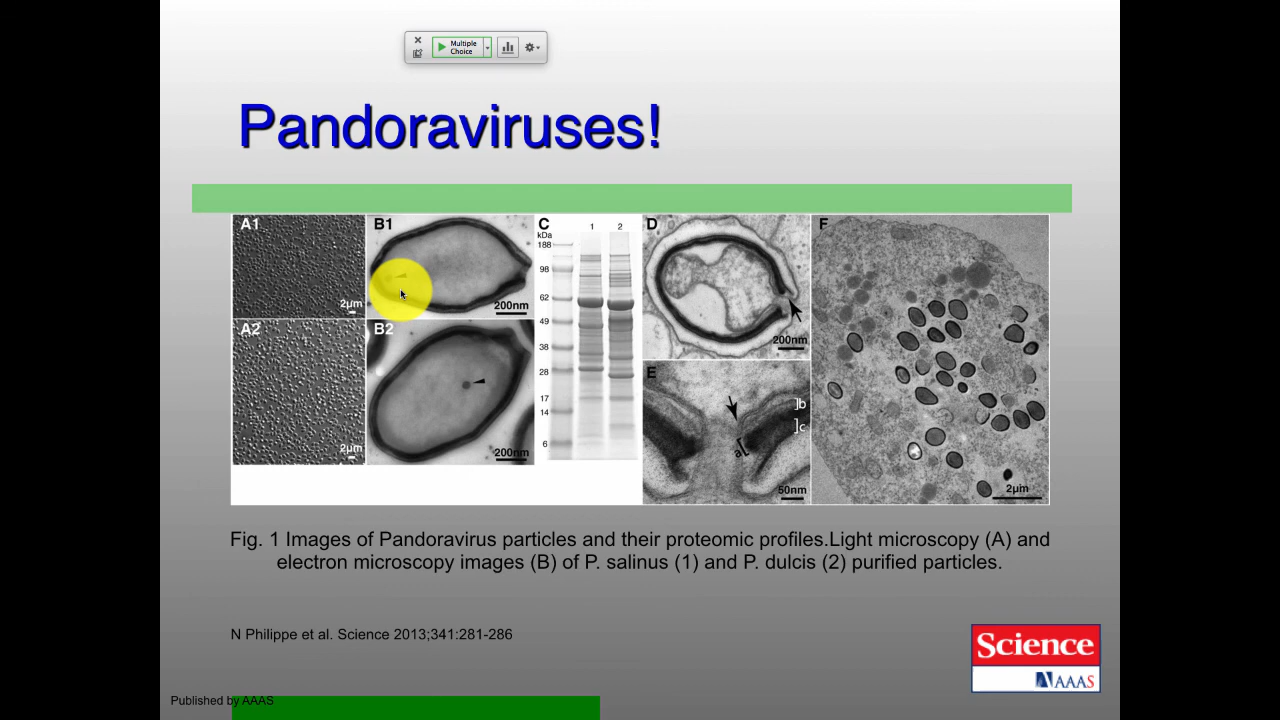 Multiple
Choice
Pandoraviruses!
A1
2µm
A2
2µm
B1
200nm
B2
200nm
C
1 2
kDa
188
98
62
49
38
28
17
14
6
D
200nm
E
]b
]c
a[
50nm
F
2µm
Fig. 1 Images of Pandoravirus particles and their proteomic profiles.Light microscopy (A) and
electron microscopy images (B) of P. salinus (1) and P. dulcis (2) purified particles.
N Philippe et al. Science 2013;341:281-286
Science
AAAS
Published by AAAS